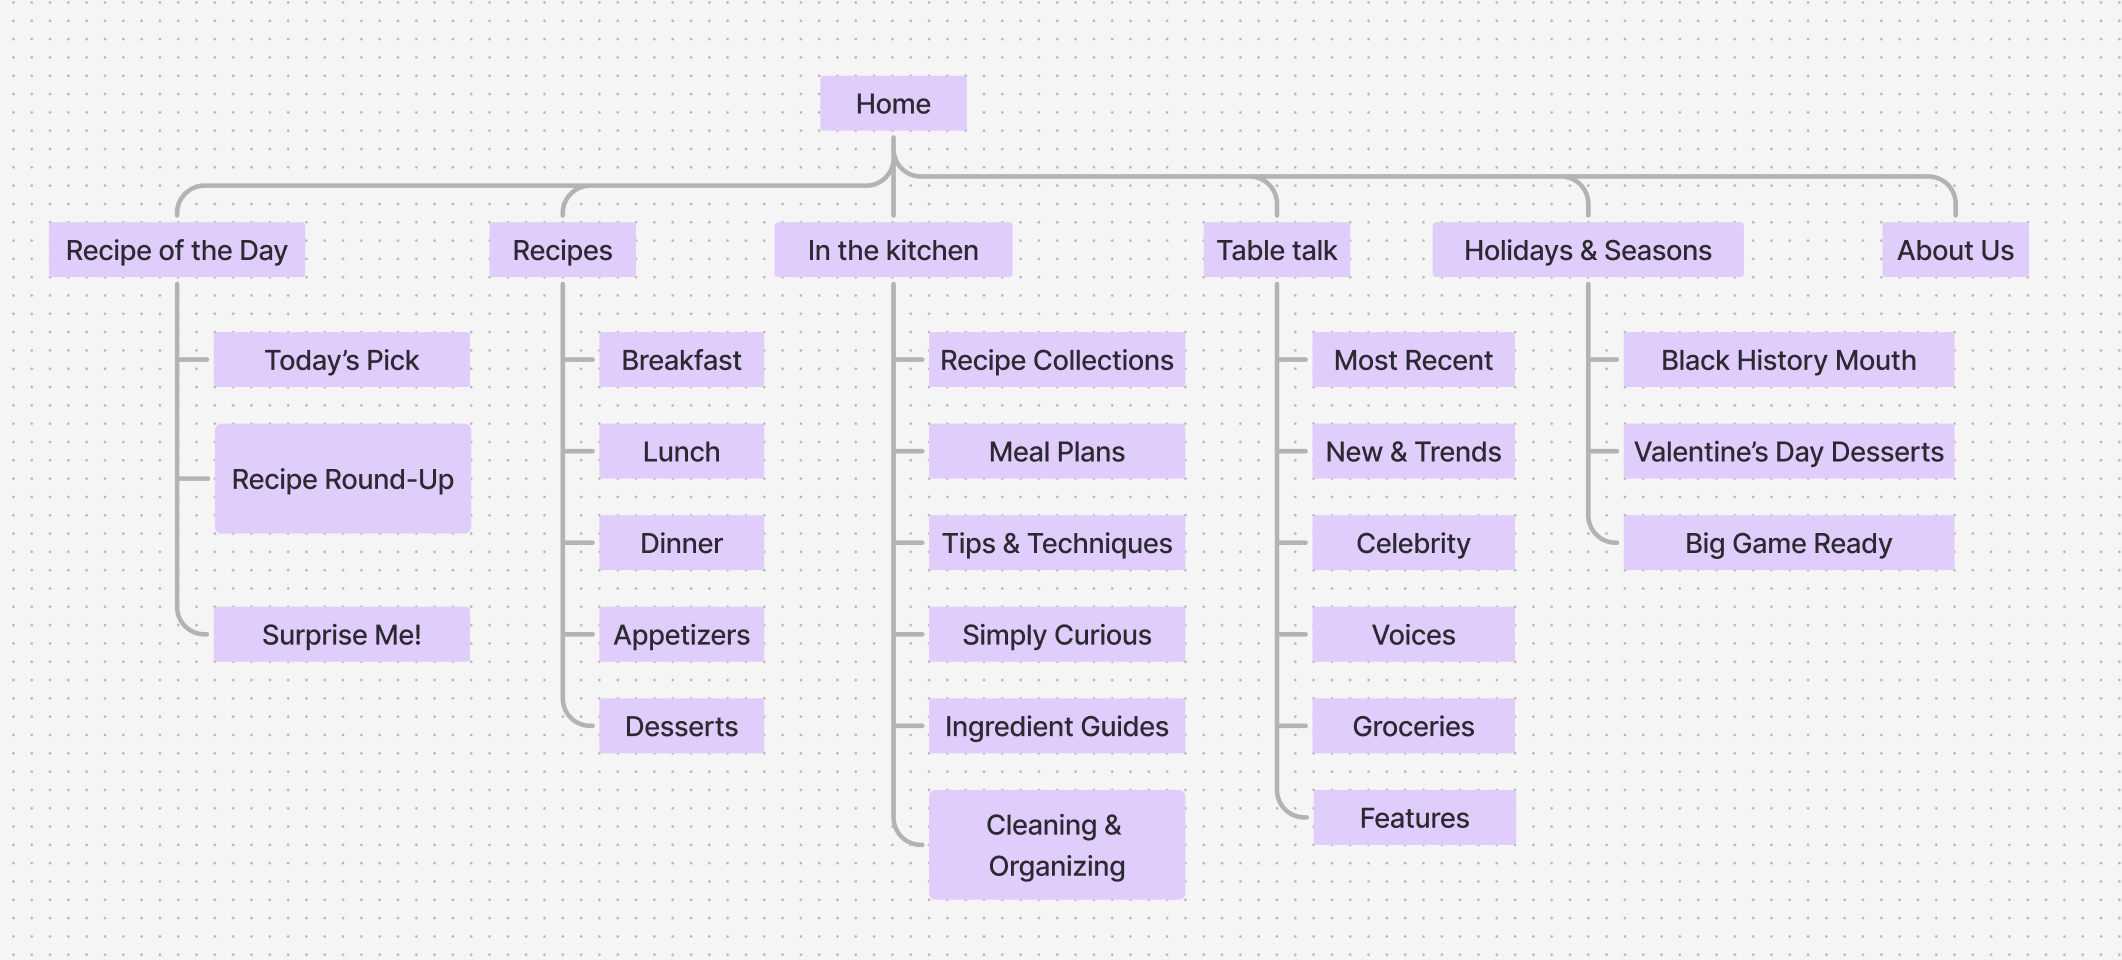 Home
Recipe of the Day
Recipes
In the kitchen
Table talk
Holidays & Seasons
About Us
Today’s Pick
Recipe Round-Up
Surprise Me!
Breakfast
Lunch
Dinner
Appetizers
Desserts
Recipe Collections
Meal Plans
Tips & Techniques
Simply Curious
Ingredient Guides
Cleaning &
Organizing
Most Recent
New & Trends
Celebrity
Voices
Groceries
Features
Black History Mouth
Valentine’s Day Desserts
Big Game Ready